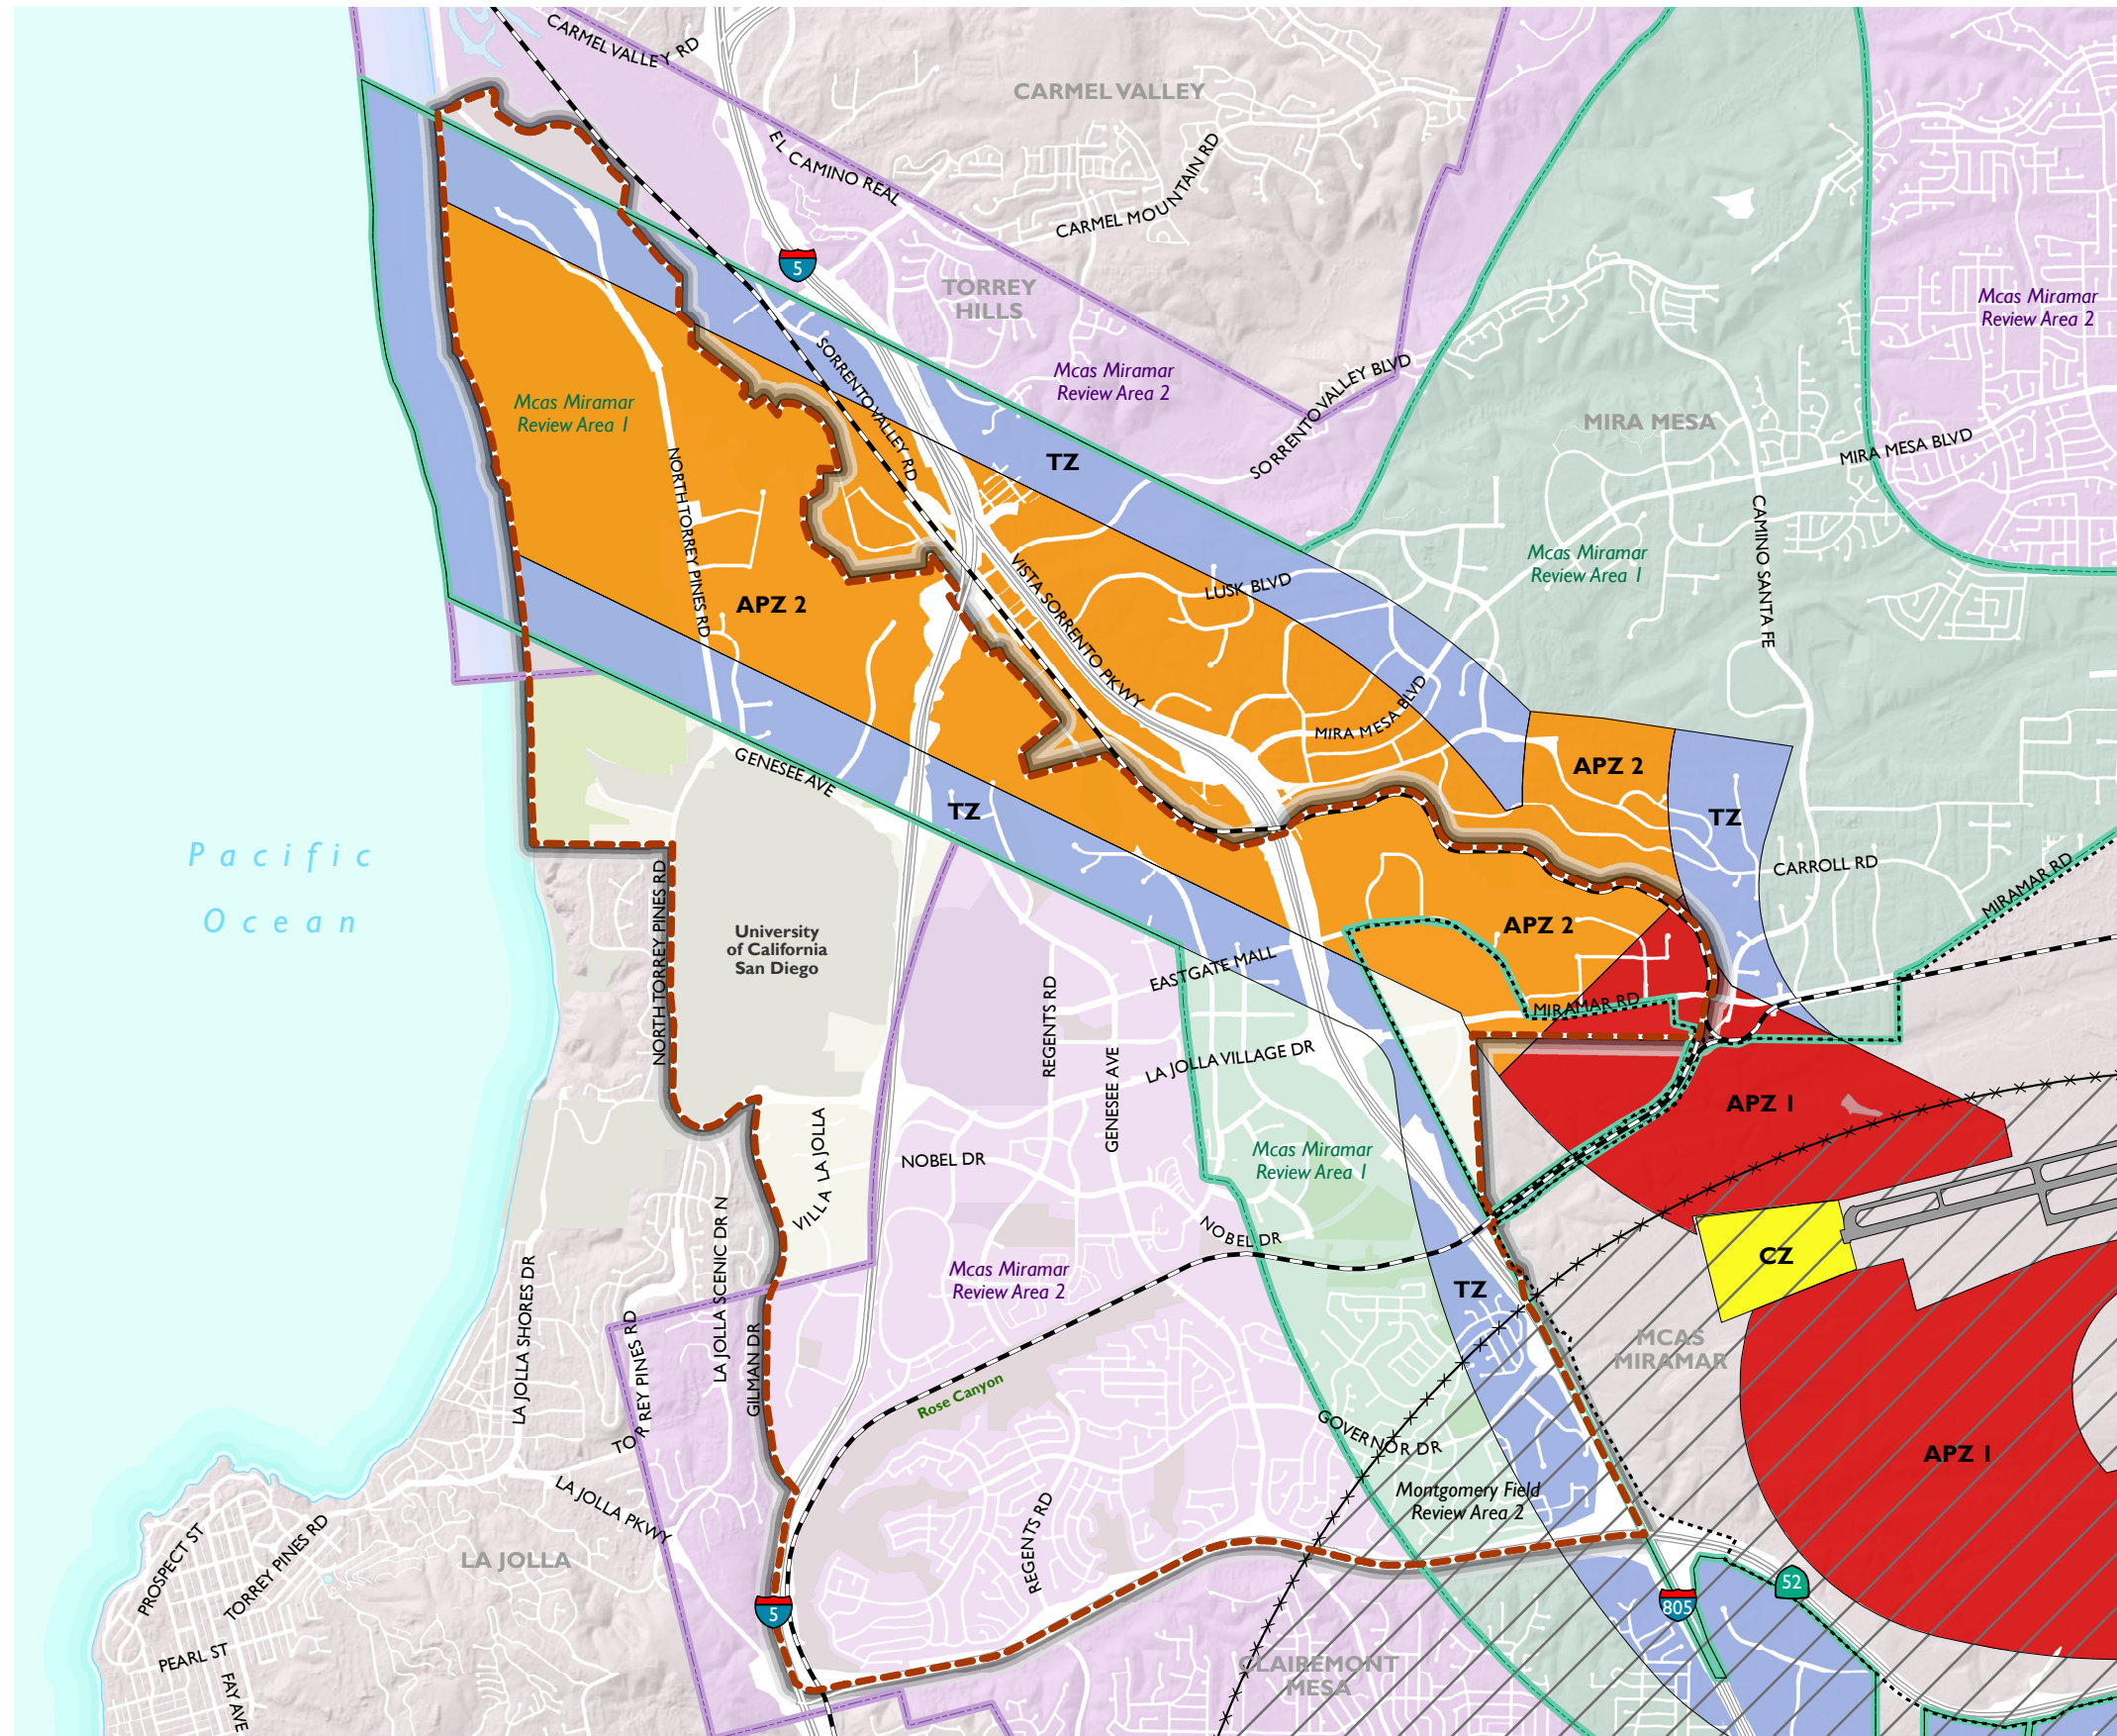 CARMEL VALLEY RD
CARMEL VALLEY
EL CAMINO REAL
CARMEL MOUNTAIN RD
5
TORREY
HILLS
Mcas Miramar
Review Area 2
Mcas Miramar
Review Area 2
SORRENTO VALLEY RD
SORRENTO VALLEY BLVD
Mcas Miramar
Review Area 1
MIRA MESA
MIRA MESA BLVD
TZ
NORTH TORREY PINES RD
CAMINO SANTA FE
Mcas Miramar
Review Area 1
VISTA SORRENTO PKWY
LUSK BLVD
APZ 2
MIRA MESA BLVD
GENESEE AVE
APZ 2
TZ
TZ
Pacific
Ocean
CARROLL RD
MIRAMAR RD
NORTH TORREY PINES RD
University
of California
San Diego
APZ 2
EASTGATE MALL
REGENTS RD
MIRAMAR RD
GENESEE AVE
LA JOLLA VILLAGE DR
APZ 1
VILLA LA JOLLA
NOBEL DR
Mcas Miramar
Review Area 1
NOBEL DR
LA JOLLA SHORES DR
LA JOLLA SCENIC DR N
CZ
Mcas Miramar
Review Area 2
TZ
TORREY PINES RD
GILMAN DR
MCAS
MIRAMAR
Rose Canyon
GOVERNOR DR
APZ 1
Montgomery Field
Review Area 2
LA JOLLA PKWY
REGENTS RD
PROSPECT ST
TORREY PINES RD
LA JOLLA
5
805
52
PEARL ST
FAY AVE
CLAIREMONT
MESA